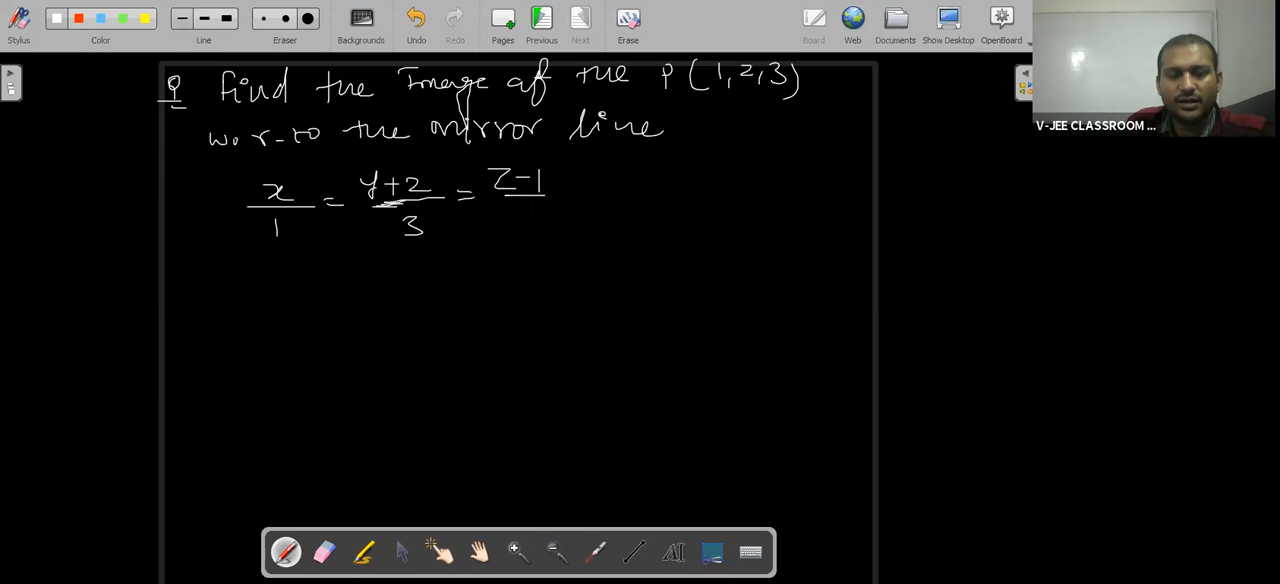 Stylus Color Line Eraser Backgrounds Undo Redo Pages Previous Next Erase Board Web Documents Show Desktop OpenBoard
V-JEE CLASSROOM ...
Q Find the Image of the P(1,2,3)
w.r.to the mirror line
x/1 = y+2/3 = z-1/
AI